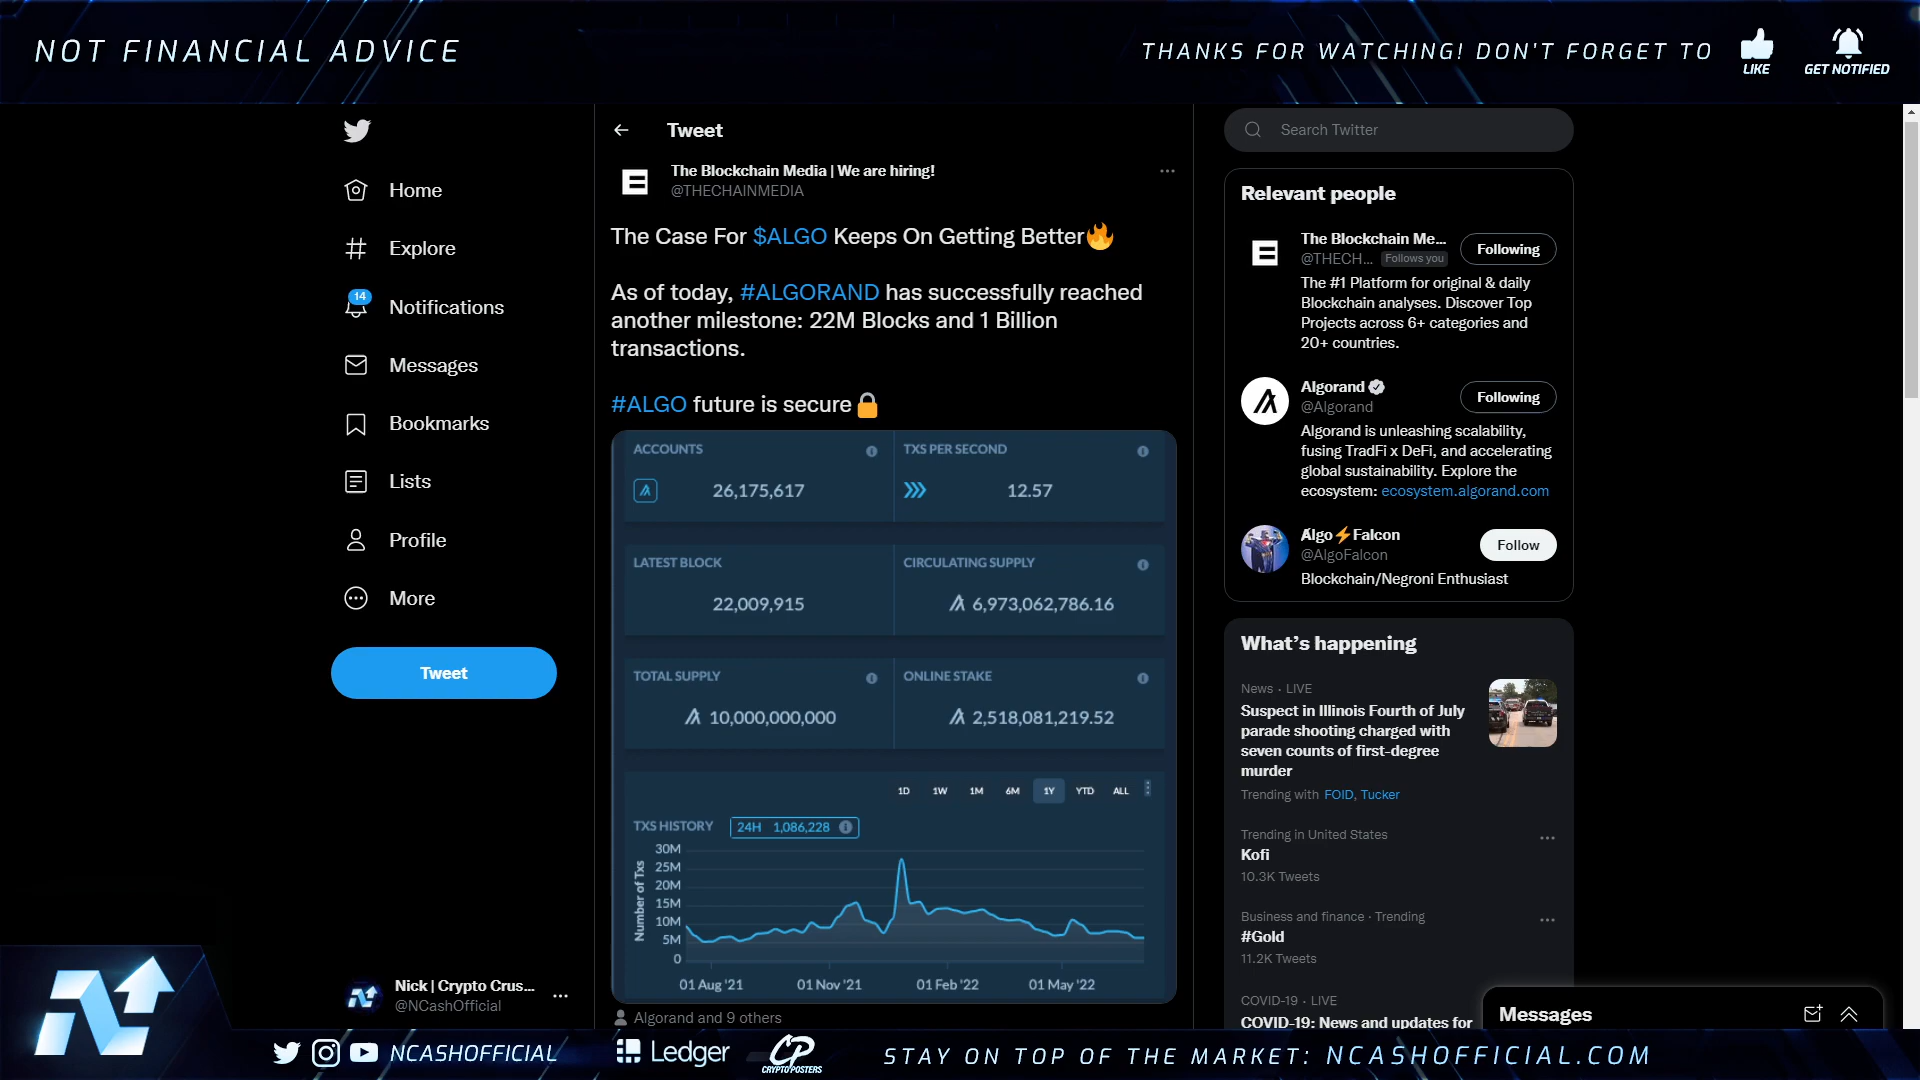 NOT FINANCIAL ADVICE
THANKS FOR WATCHING! DON'T FORGET TO
LIKE
GET NOTIFIED
Home
Explore
14
Notifications
Messages
Bookmarks
Lists
Profile
More
Tweet
Nick | Crypto Crus...
@NCashOfficial
Tweet
The Blockchain Media | We are hiring!
@THECHAINMEDIA
The Case For $ALGO Keeps On Getting Better🔥
As of today, #ALGORAND has successfully reached
another milestone: 22M Blocks and 1 Billion
transactions.
#ALGO future is secure🔒
ACCOUNTS
26,175,617
TXS PER SECOND
12.57
LATEST BLOCK
22,009,915
CIRCULATING SUPPLY
6,973,062,786.16
TOTAL SUPPLY
10,000,000,000
ONLINE STAKE
2,518,081,219.52
1D 1W 1M 6M 1Y YTD ALL
TXS HISTORY 24H 1,086,228
Number of Txs
30M
25M
20M
15M
10M
5M
0
01 Aug '21 01 Nov '21 01 Feb '22 01 May '22
Algorand and 9 others
Search Twitter
Relevant people
The Blockchain Me...
@THECH... Follows you
Following
The #1 Platform for original & daily
Blockchain analyses. Discover Top
Projects across 6+ categories and
20+ countries.
Algorand
@Algorand
Following
Algorand is unleashing scalability,
fusing TradFi x DeFi, and accelerating
global sustainability. Explore the
ecosystem: ecosystem.algorand.com
Algo⚡Falcon
@AlgoFalcon
Follow
Blockchain/Negroni Enthusiast
What's happening
News · LIVE
Suspect in Illinois Fourth of July
parade shooting charged with
seven counts of first-degree
murder
Trending with FOID, Tucker
Trending in United States
Kofi
10.3K Tweets
Business and finance · Trending
#Gold
11.2K Tweets
COVID-19 · LIVE
COVID-19: News and updates for
Messages
NCASHOFFICIAL
Ledger
CP
CRYPTOPOSTERS
STAY ON TOP OF THE MARKET: NCASHOFFICIAL.COM